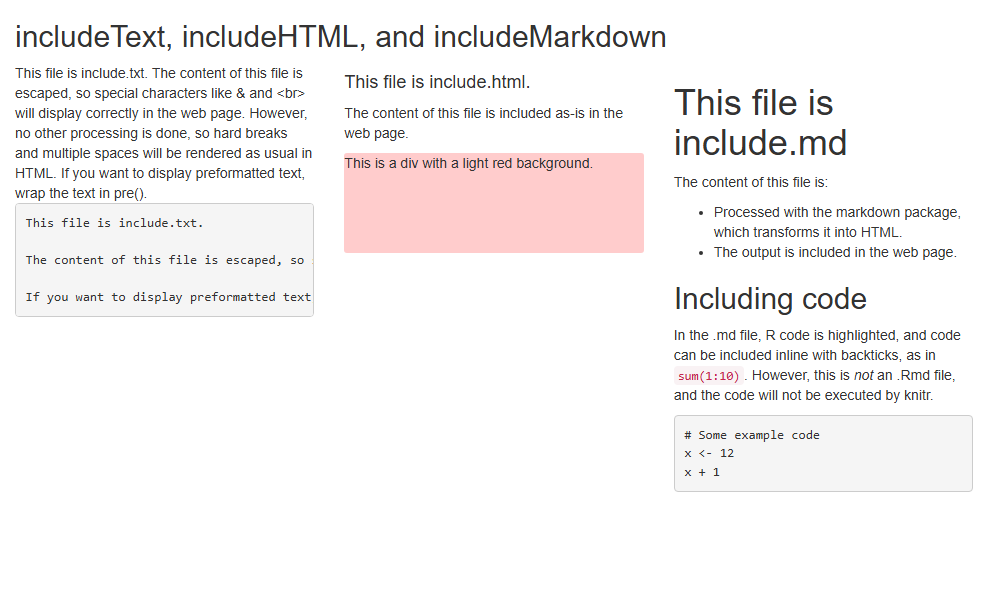 includeText, includeHTML, and includeMarkdown
This file is include.txt. The content of this file is
escaped, so special characters like & and <br>
will display correctly in the web page. However,
no other processing is done, so hard breaks
and multiple spaces will be rendered as usual in
HTML. If you want to display preformatted text,
wrap the text in pre().
This file is include.txt.
The content of this file is escaped, so
If you want to display preformatted text
This file is include.html.
The content of this file is included as-is in the
web page.
This is a div with a light red background.
This file is
include.md
The content of this file is:
• Processed with the markdown package,
which transforms it into HTML.
• The output is included in the web page.
Including code
In the .md file, R code is highlighted, and code
can be included inline with backticks, as in
sum(1:10) . However, this is not an .Rmd file,
and the code will not be executed by knitr.
# Some example code
x <- 12
x + 1